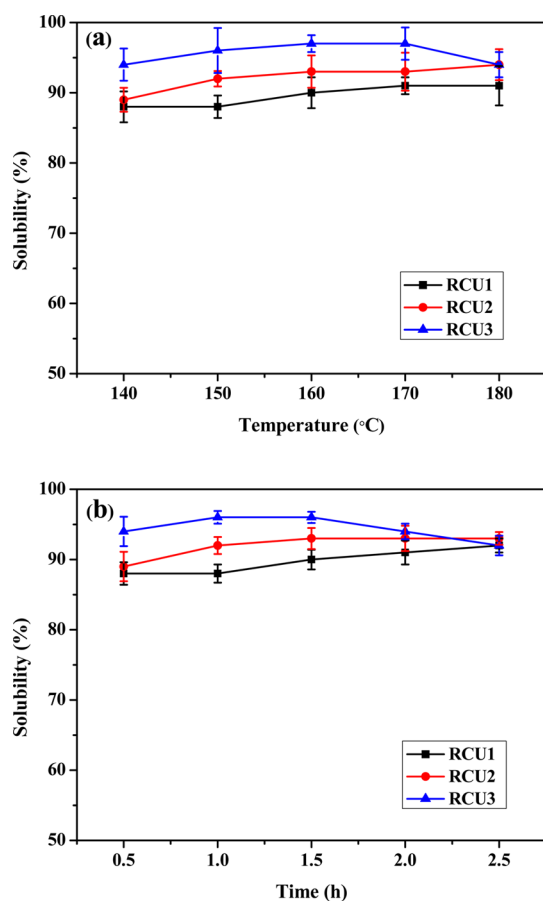 (a)
100
90
80
70
60
50
Solubility (%)
RCU1
RCU2
RCU3
140 150 160 170 180
Temperature (°C)
(b)
100
90
80
70
60
50
Solubility (%)
RCU1
RCU2
RCU3
0.5 1.0 1.5 2.0 2.5
Time (h)